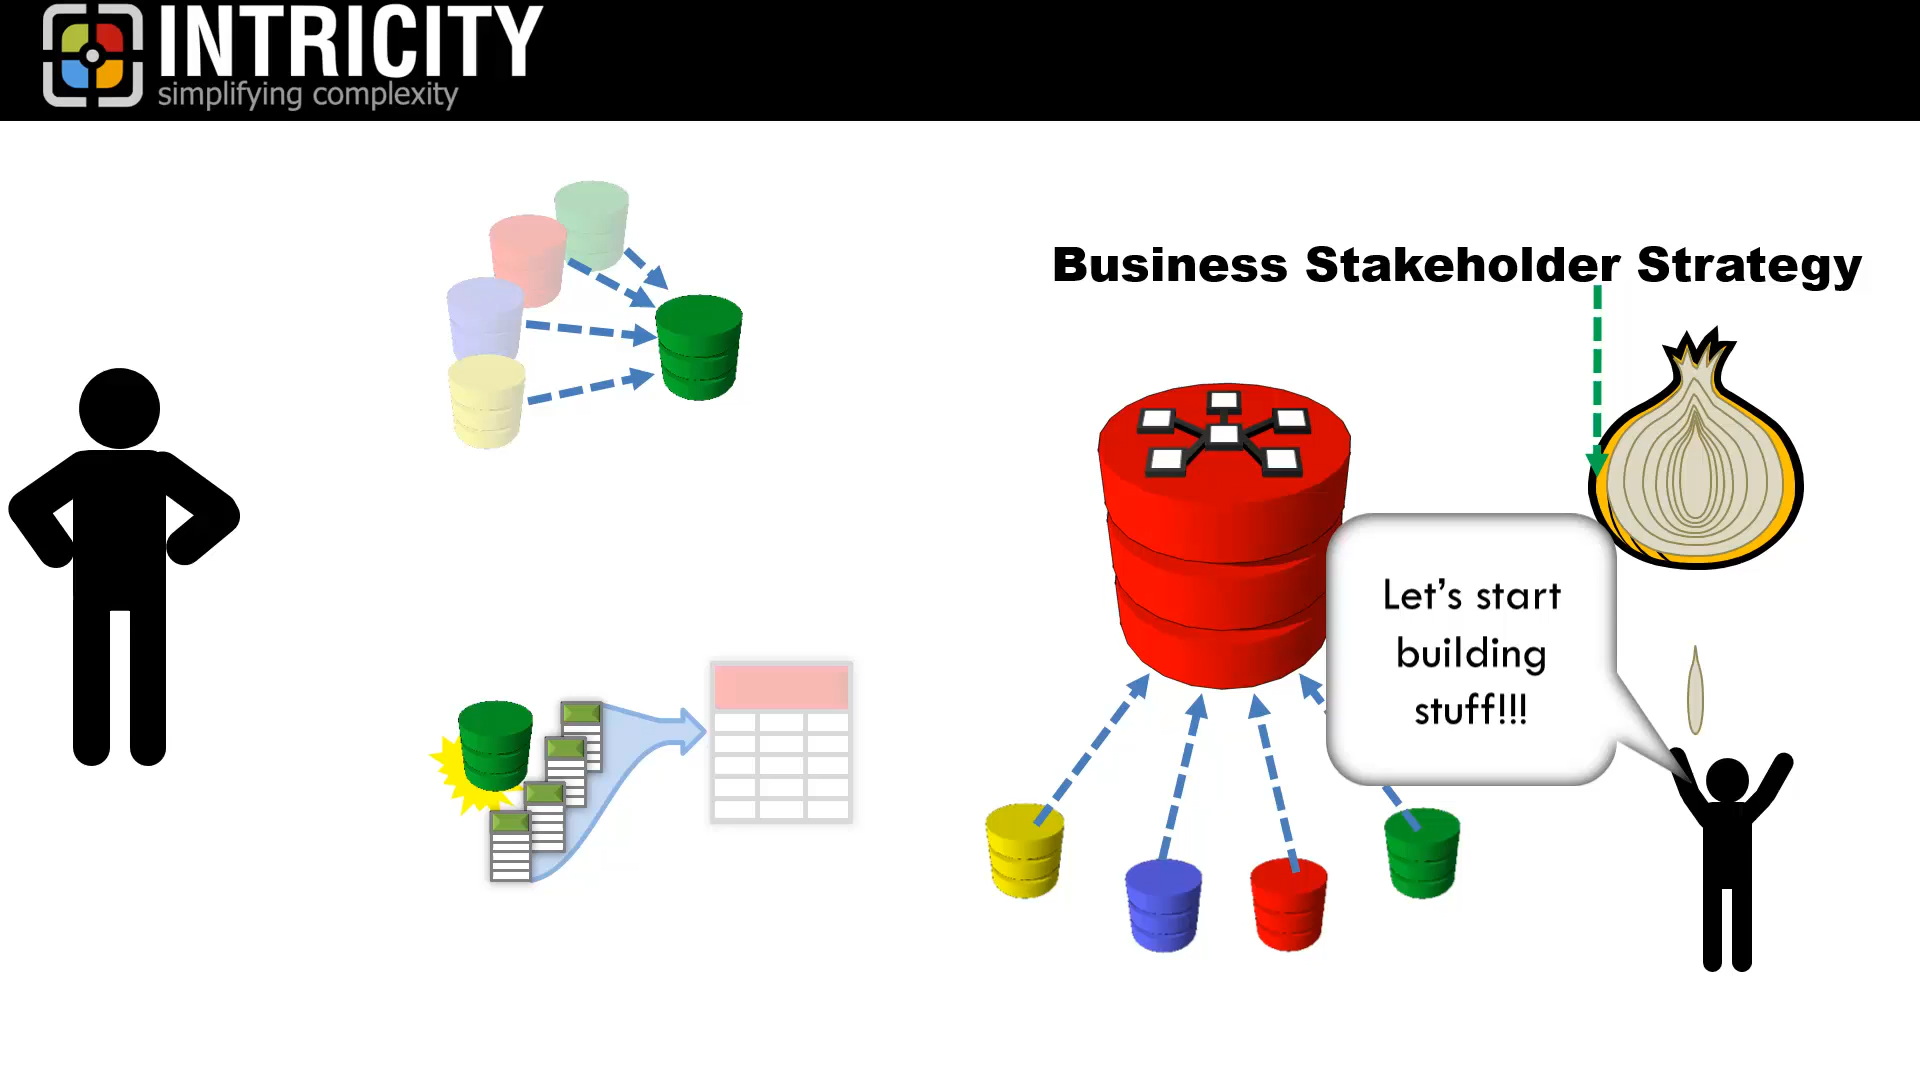 INTRICITY
simplifying complexity
Business Stakeholder Strategy
Let’s start
building
stuff!!!